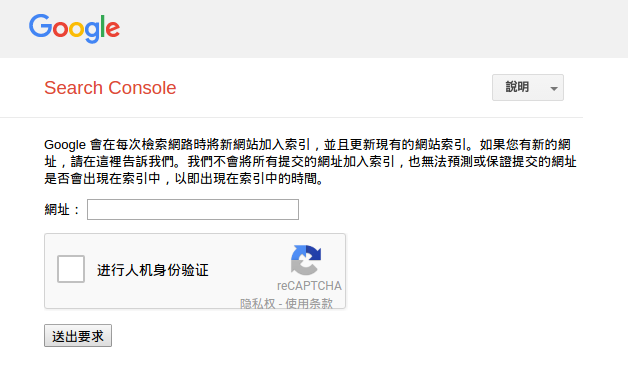 Google
Search Console
說明
Google 會在每次檢索網路時將新網站加入索引，並且更新現有的網站索引。如果您有新的網
址，請在這裡告訴我們。我們不會將所有提交的網址加入索引，也無法預測或保證提交的網址
是否會出現在索引中，以即出現在索引中的時間。
網址：
进行人机身份验证
reCAPTCHA
隐私权 - 使用条款
送出要求